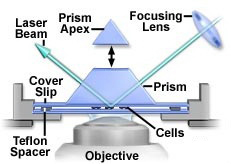 Laser
Beam
Prism
Apex
Focusing
Lens
Cover
Slip
Prism
Teflon
Spacer
Cells
Objective